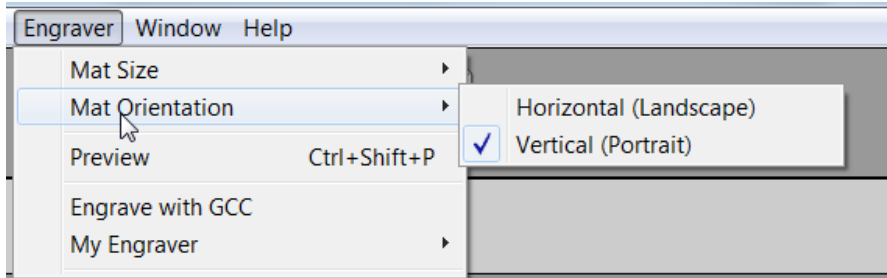 Engraver Window Help
Mat Size
Mat Orientation
Horizontal (Landscape)
Vertical (Portrait)
Preview Ctrl+Shift+P
Engrave with GCC
My Engraver